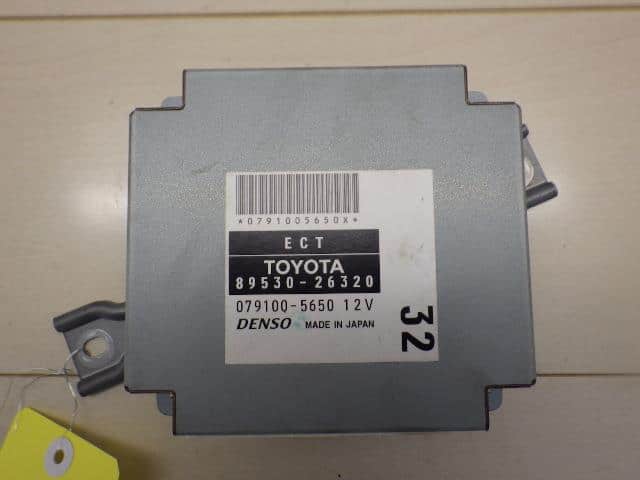 *0791005650X*
ECT
TOYOTA
89530-26320
079100-5650 12V
DENSO MADE IN JAPAN
32